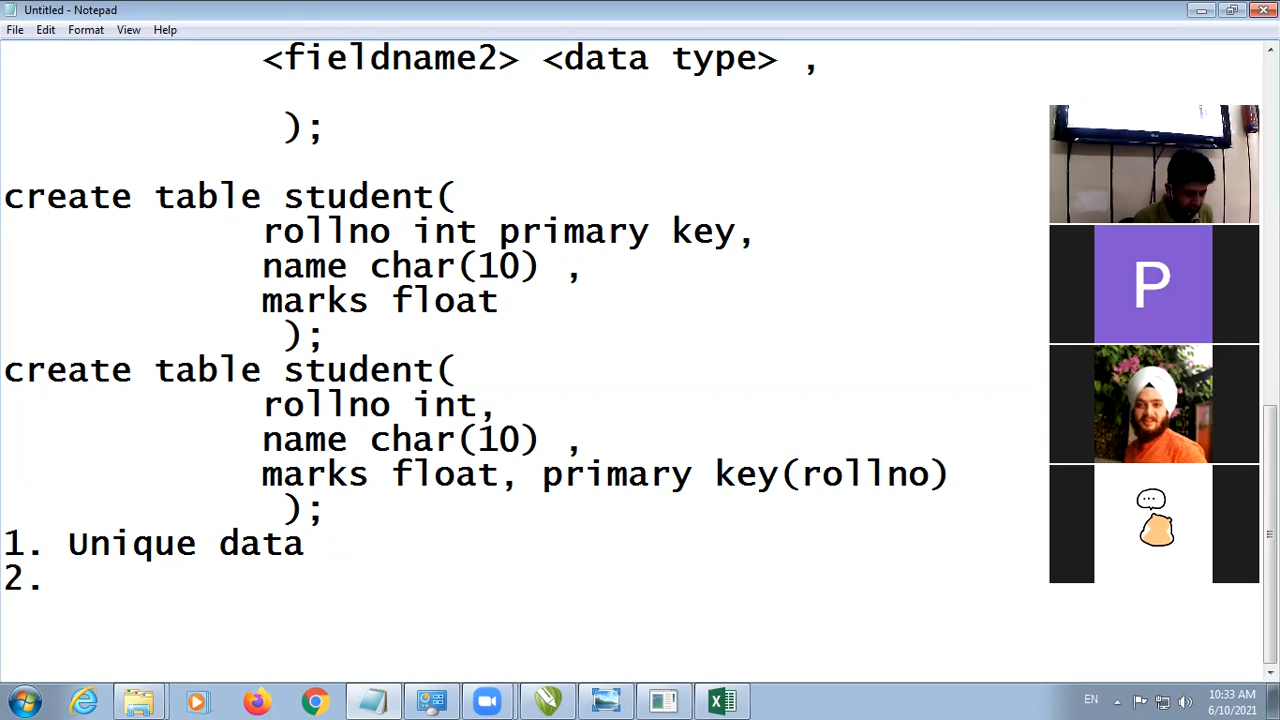 Untitled - Notepad
File Edit Format View Help
<fieldname2> <data type> ,
);
create table student(
rollno int primary key,
name char(10) ,
marks float
);
create table student(
rollno int,
name char(10) ,
marks float, primary key(rollno)
);
1. Unique data
2.
P
EN
10:33 AM
6/10/2021